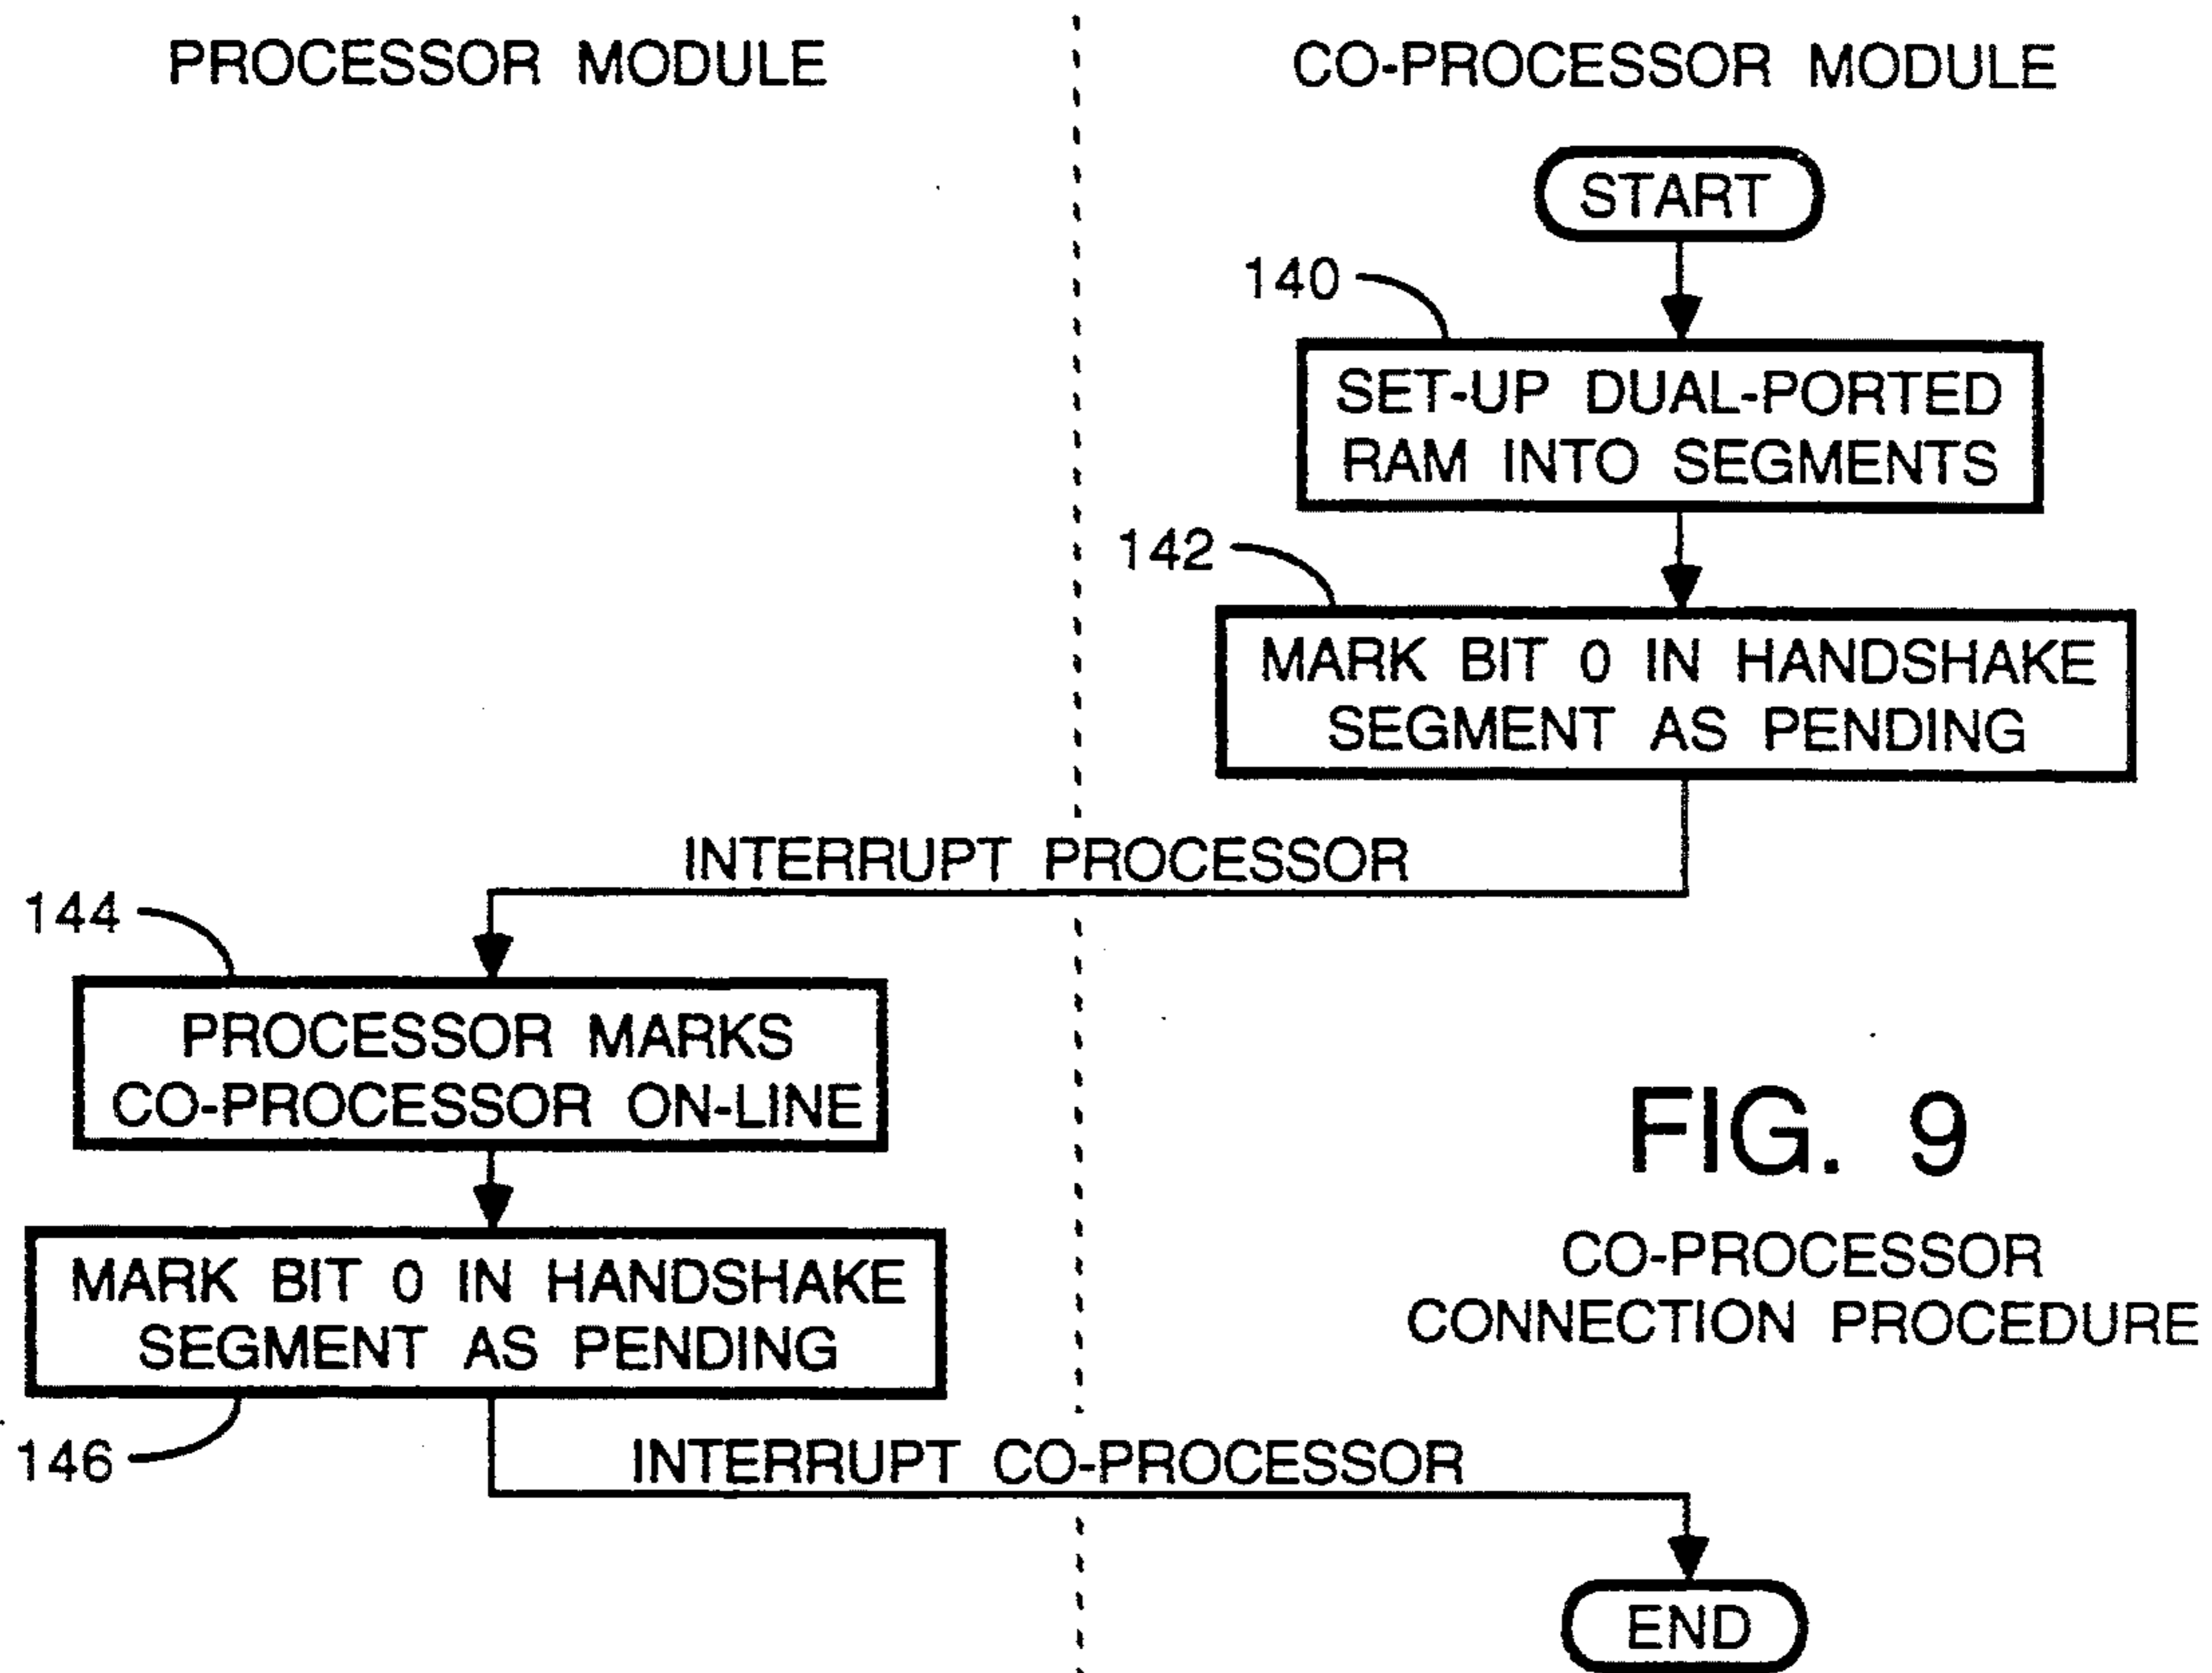 PROCESSOR MODULE
CO-PROCESSOR MODULE
START
140
SET-UP DUAL-PORTED
RAM INTO SEGMENTS
142
MARK BIT 0 IN HANDSHAKE
SEGMENT AS PENDING
INTERRUPT PROCESSOR
144
PROCESSOR MARKS
CO-PROCESSOR ON-LINE
MARK BIT 0 IN HANDSHAKE
SEGMENT AS PENDING
146
INTERRUPT CO-PROCESSOR
END
FIG. 9
CO-PROCESSOR
CONNECTION PROCEDURE